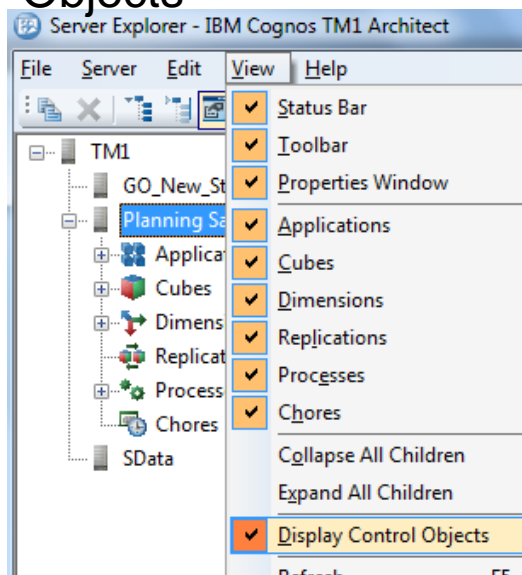 Objects
Server Explorer - IBM Cognos TM1 Architect
File Server Edit View Help
TM1
GO_New_St
Planning Sa
Applica
Cubes
Dimens
Replicat
Process
Chores
SData
Status Bar
Toolbar
Properties Window
Applications
Cubes
Dimensions
Replications
Processes
Chores
Collapse All Children
Expand All Children
Display Control Objects
Refresh F5